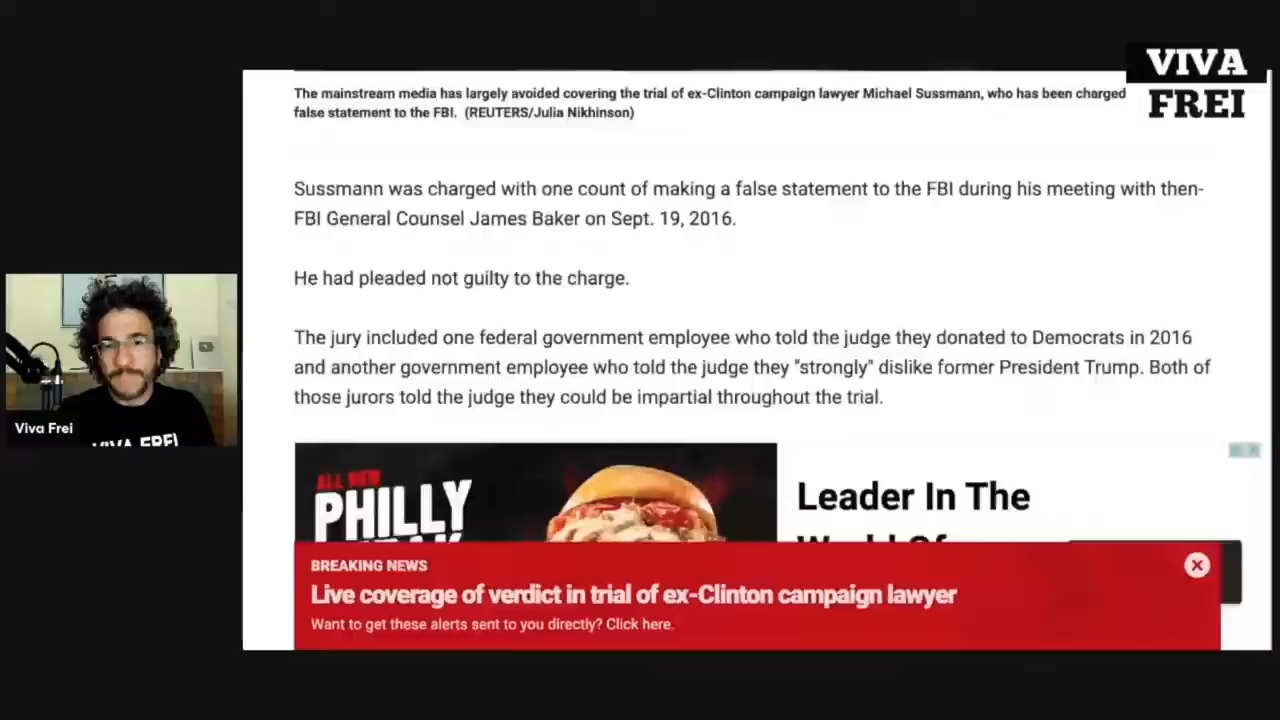 VIVA
FREI
The mainstream media has largely avoided covering the trial of ex-Clinton campaign lawyer Michael Sussmann, who has been charged
false statement to the FBI. (REUTERS/Julia Nikhinson)
Sussmann was charged with one count of making a false statement to the FBI during his meeting with then-
FBI General Counsel James Baker on Sept. 19, 2016.
He had pleaded not guilty to the charge.
The jury included one federal government employee who told the judge they donated to Democrats in 2016
and another government employee who told the judge they "strongly" dislike former President Trump. Both of
those jurors told the judge they could be impartial throughout the trial.
Viva Frei
VIVA FREI
ALL NEW
PHILLY
Leader In The
World Of
BREAKING NEWS
Live coverage of verdict in trial of ex-Clinton campaign lawyer
Want to get these alerts sent to you directly? Click here.